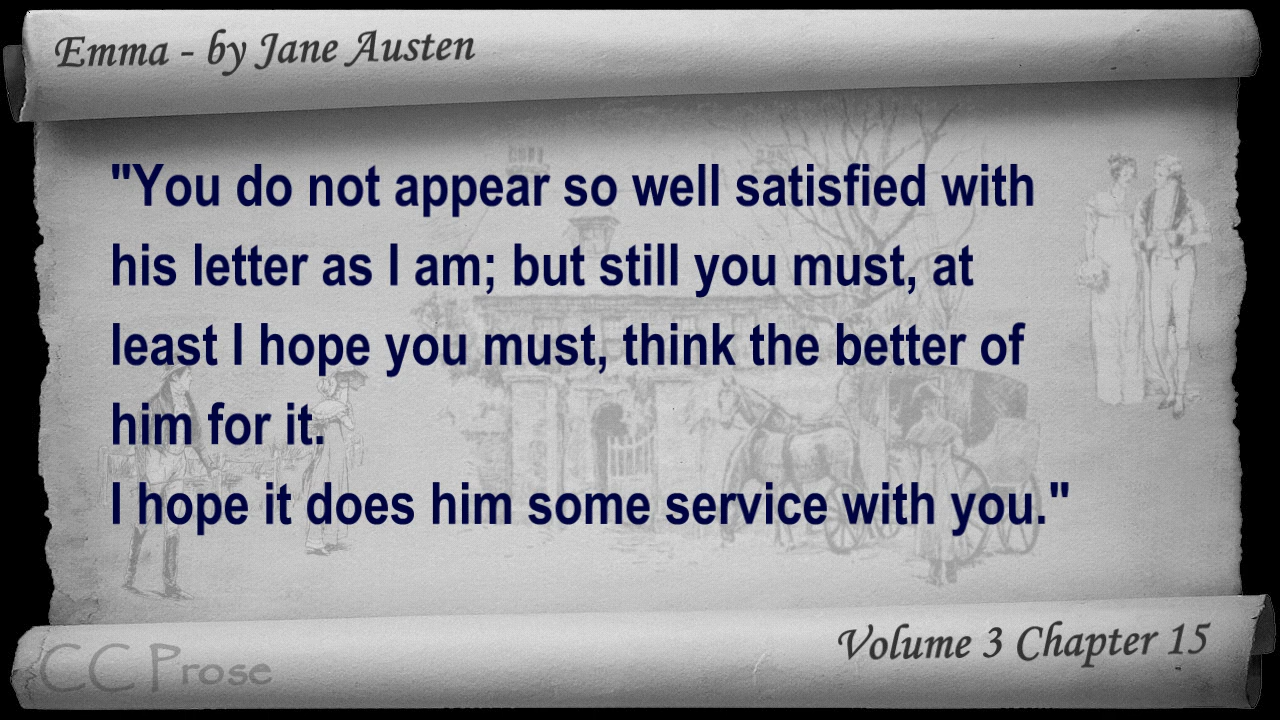 Emma - by Jane Austen
"You do not appear so well satisfied with
his letter as I am; but still you must, at
least I hope you must, think the better of
him for it.
I hope it does him some service with you."
Volume 3 Chapter 15
CC Prose